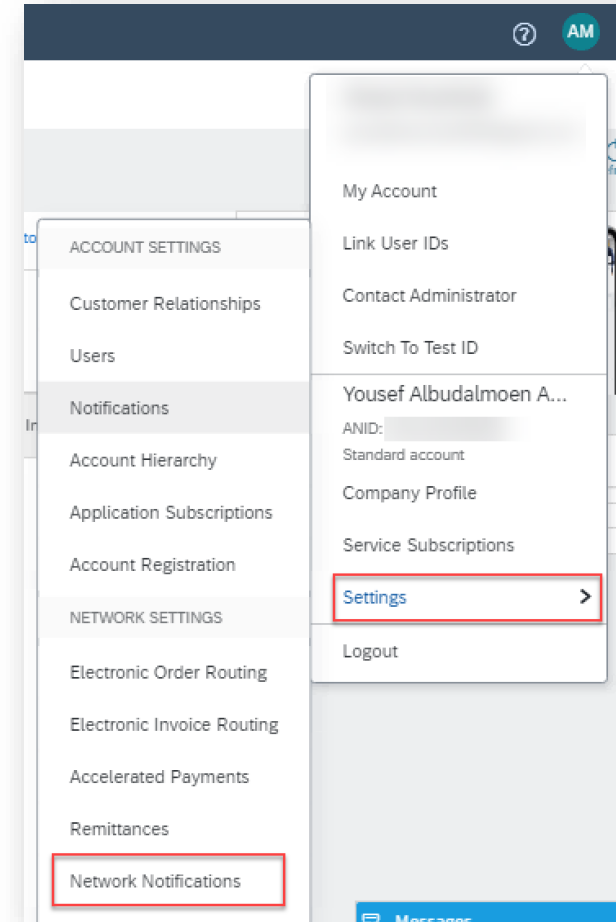 AM
My Account
Link User IDs
Contact Administrator
Switch To Test ID
Yousef Albudalmoen A...
ANID:
Standard account
Company Profile
Service Subscriptions
Settings
Logout
to
In
ACCOUNT SETTINGS
Customer Relationships
Users
Notifications
Account Hierarchy
Application Subscriptions
Account Registration
NETWORK SETTINGS
Electronic Order Routing
Electronic Invoice Routing
Accelerated Payments
Remittances
Network Notifications
Messages